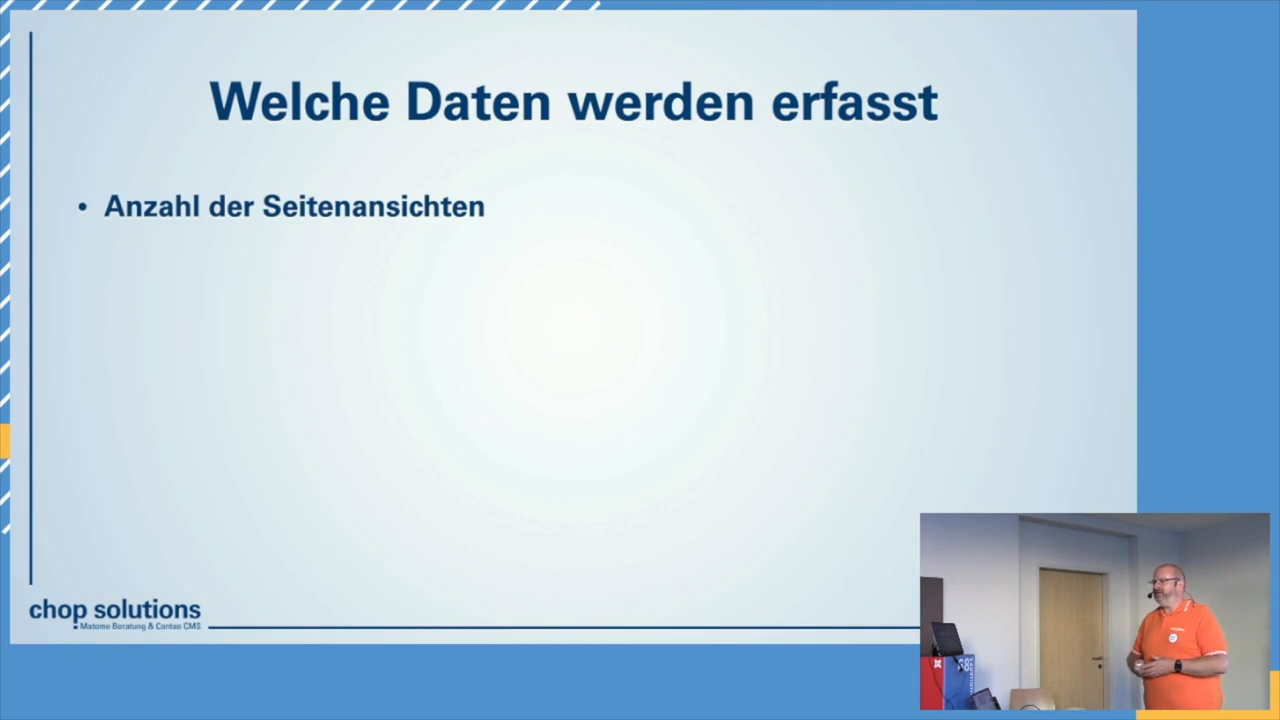 Welche Daten werden erfasst
• Anzahl der Seitenansichten
chop solutions
Matomo Beratung & Contao CMS